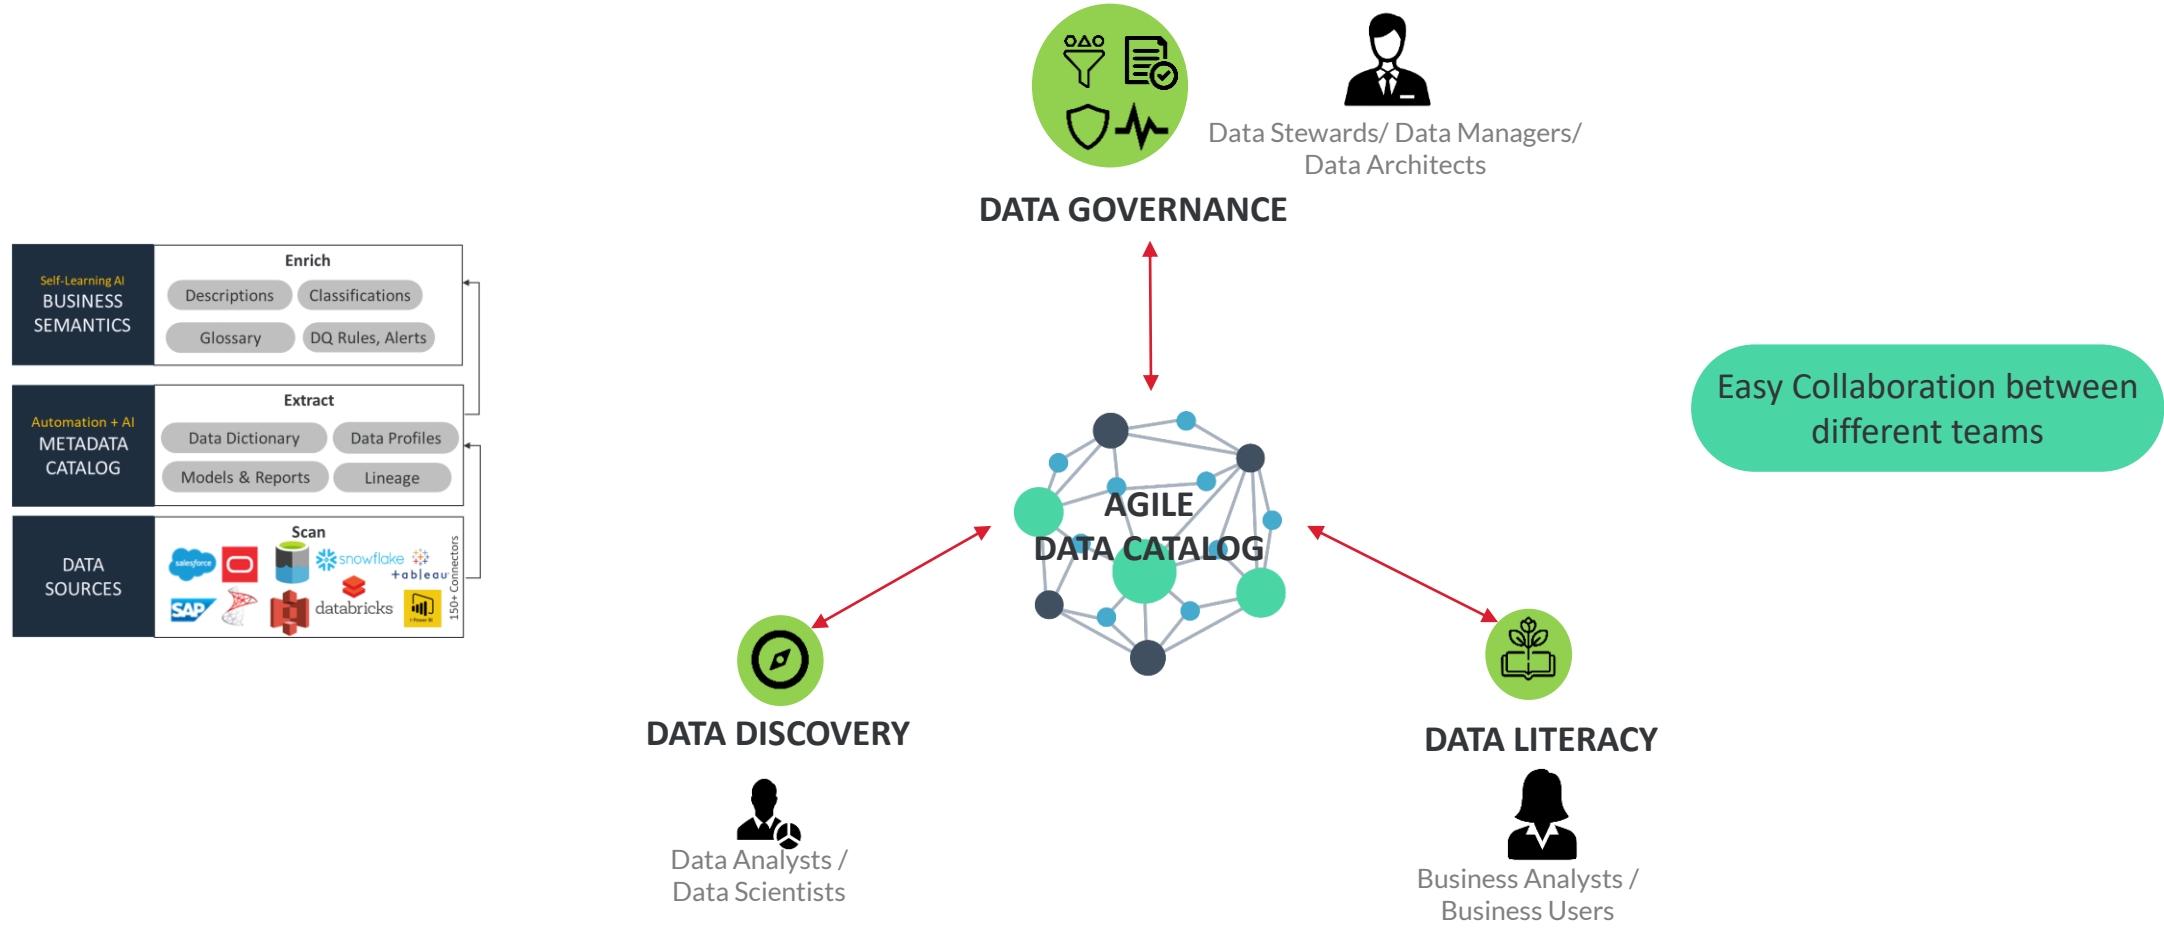 Data Stewards/ Data Managers/
Data Architects
DATA GOVERNANCE
Self-Learning AI
BUSINESS
SEMANTICS
Enrich
Descriptions
Classifications
Glossary
DQ Rules, Alerts
Automation + AI
METADATA
CATALOG
Extract
Data Dictionary
Data Profiles
Models & Reports
Lineage
DATA
SOURCES
Scan
salesforce
snowflake
+ableau
SAP
databricks
Power BI
150+ Connectors
AGILE
DATA CATALOG
Easy Collaboration between
different teams
DATA DISCOVERY
Data Analysts /
Data Scientists
DATA LITERACY
Business Analysts /
Business Users